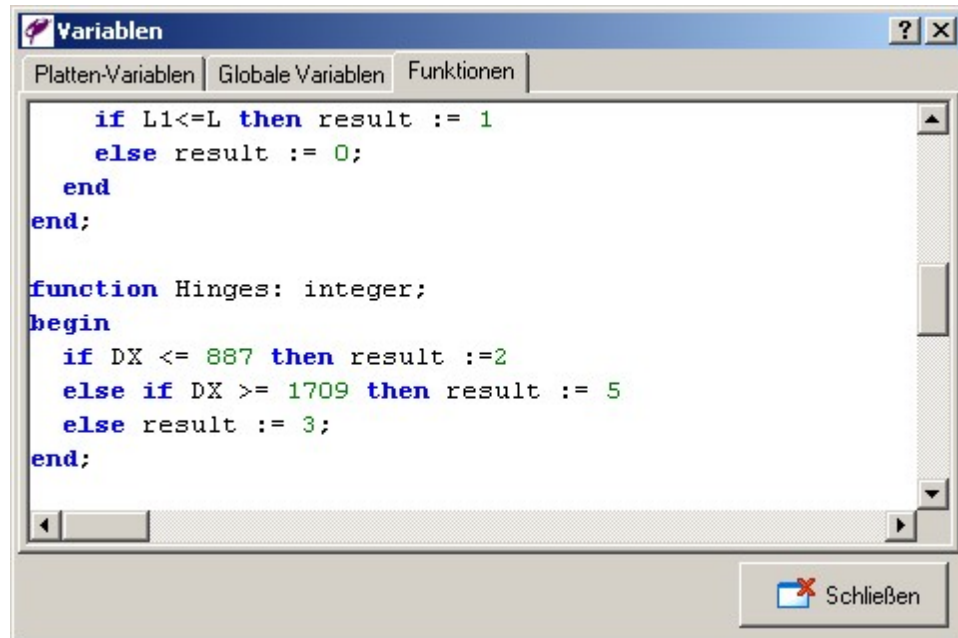 Variablen
Platten-Variablen Globale Variablen Funktionen
if L1<=L then result := 1
else result := 0;
end
end;
function Hinges: integer;
begin
if DX <= 887 then result :=2
else if DX >= 1709 then result := 5
else result := 3;
end;
Schließen